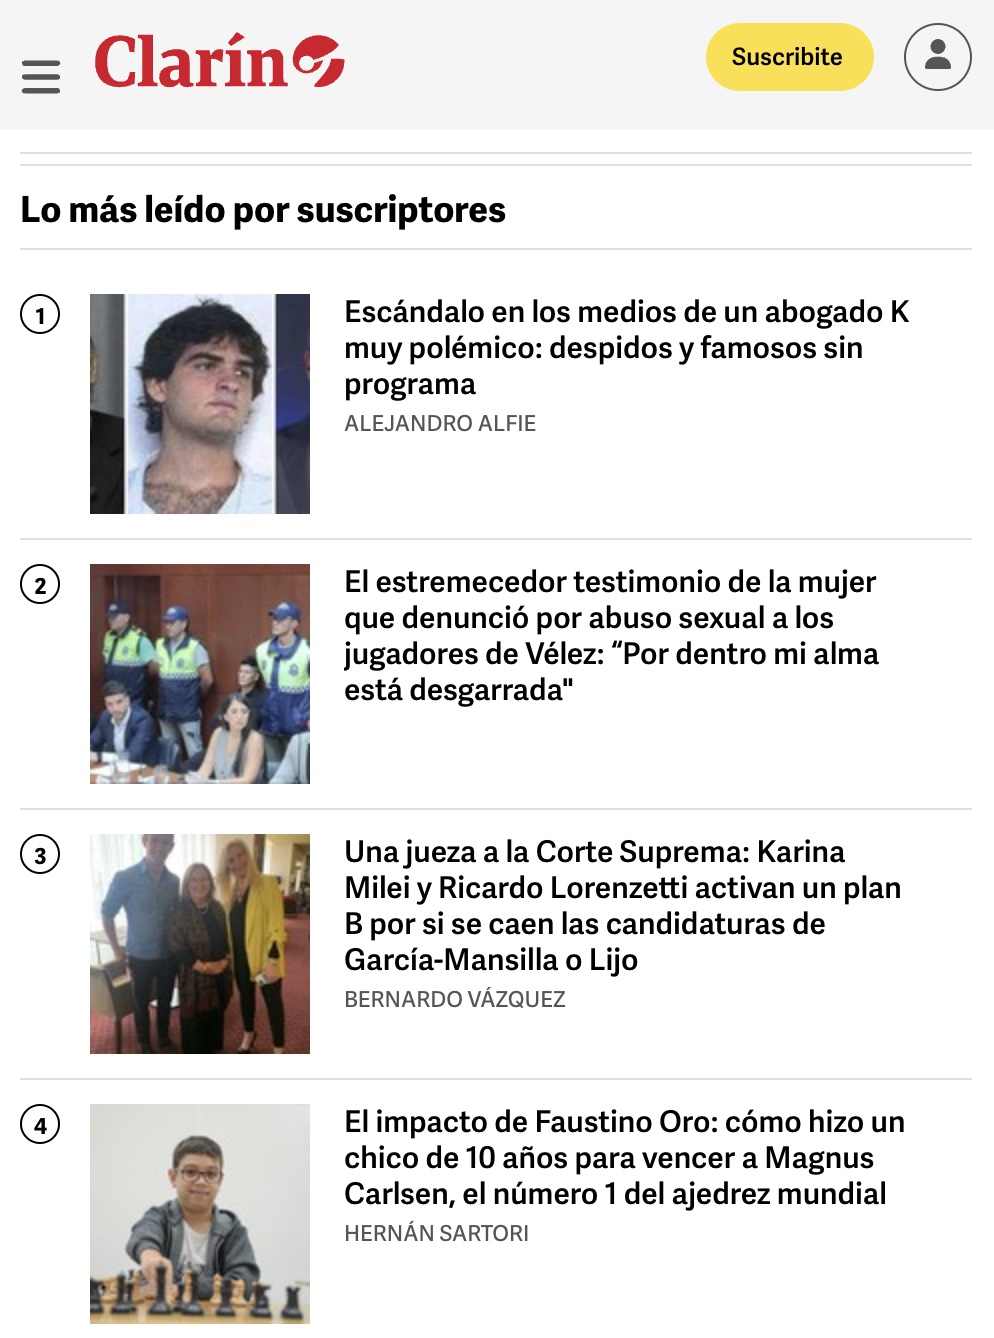 Clarín
Suscribite
Lo más leído por suscriptores
1
Escándalo en los medios de un abogado K
muy polémico: despidos y famosos sin
programa
ALEJANDRO ALFIE
2
El estremecedor testimonio de la mujer
que denunció por abuso sexual a los
jugadores de Vélez: “Por dentro mi alma
está desgarrada"
3
Una jueza a la Corte Suprema: Karina
Milei y Ricardo Lorenzetti activan un plan
B por si se caen las candidaturas de
García-Mansilla o Lijo
BERNARDO VÁZQUEZ
4
El impacto de Faustino Oro: cómo hizo un
chico de 10 años para vencer a Magnus
Carlsen, el número 1 del ajedrez mundial
HERNÁN SARTORI